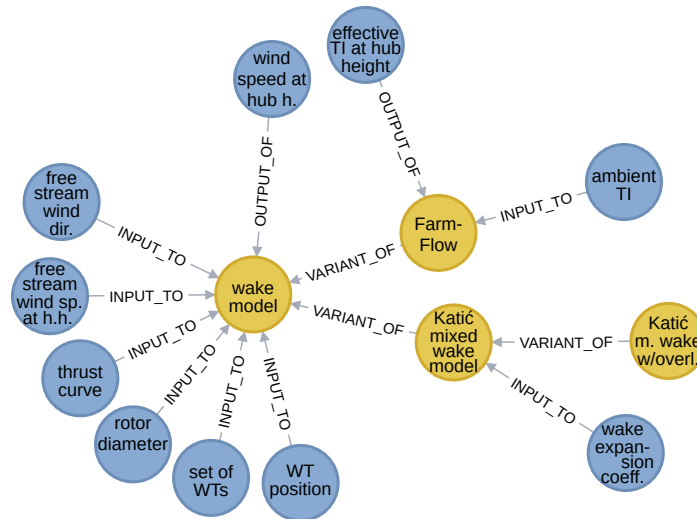 effective
TI at hub
height
wind
speed at
hub h.
OUTPUT_OF
OUTPUT_OF
free
stream
wind
dir.
ambient
TI
INPUT_TO
Farm-
Flow
INPUT_TO
VARIANT_OF
free
stream
wind sp.
at h.h.
INPUT_TO
wake
model
VARIANT_OF
Katić
mixed
wake
model
VARIANT_OF
Katić
m. wake
w/overl.
thrust
curve
INPUT_TO
rotor
diameter
INPUT_TO
set of
WTs
INPUT_TO
WT
position
INPUT_TO
INPUT_TO
wake
expan-
sion
coeff.